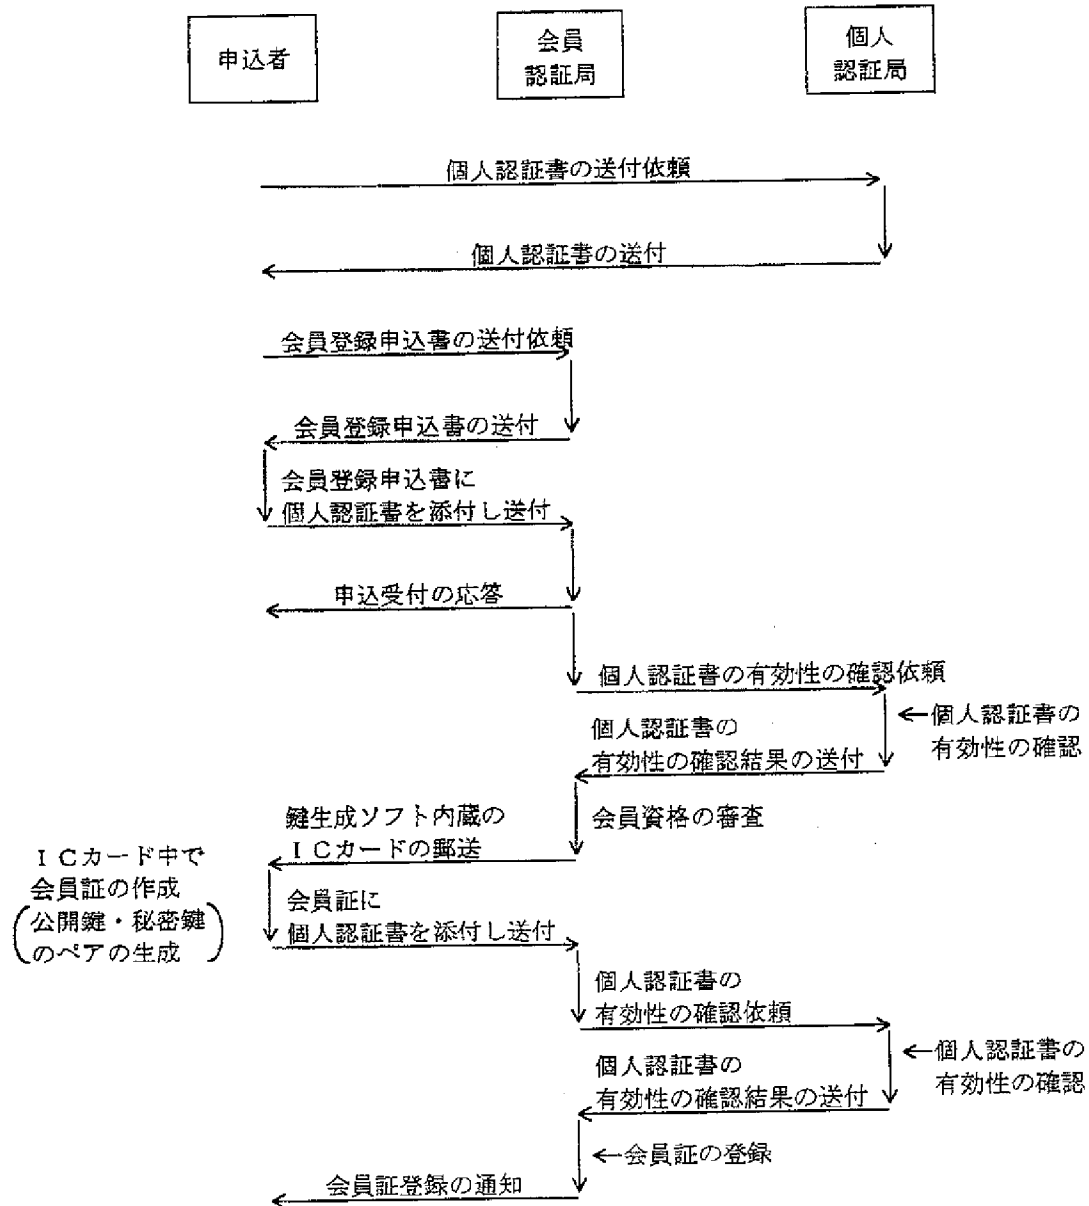 申込者
会員
認証局
個人
認証局
個人認証書の送付依頼
個人認証書の送付
会員登録申込書の送付依頼
会員登録申込書の送付
会員登録申込書に
個人認証書を添付し送付
申込受付の応答
個人認証書の有効性の確認依頼
個人認証書の
有効性の確認
個人認証書の
有効性の確認結果の送付
会員資格の審査
鍵生成ソフト内蔵の
ＩＣカードの郵送
ＩＣカード中で
会員証の作成
(公開鍵・秘密鍵
のペアの生成)
会員証に
個人認証書を添付し送付
個人認証書の
有効性の確認依頼
個人認証書の
有効性の確認
個人認証書の
有効性の確認結果の送付
会員証の登録
会員証登録の通知